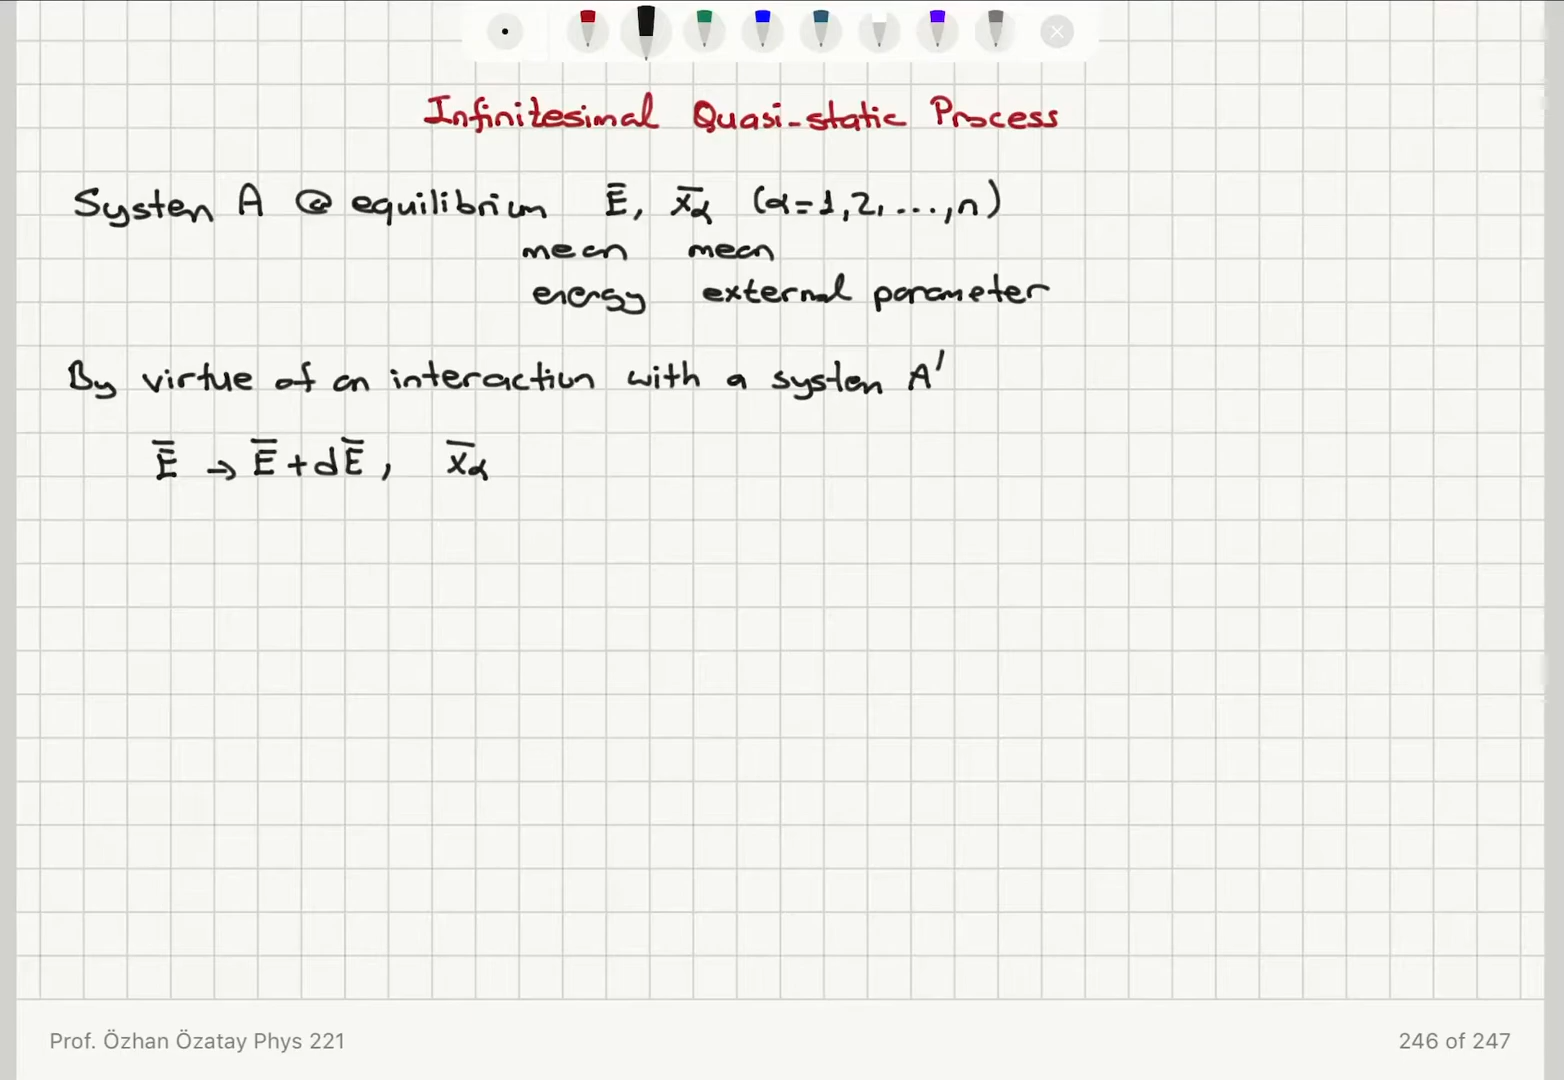 Infinitesimal Quasi-static Process
System A @ equilibrium Ē, x̄α (α=1,2,...,n)
mean mean
energy external parameter
By virtue of an interaction with a system A'
Ē → Ē + dĒ, x̄α
Prof. Özhan Özatay Phys 221
246 of 247